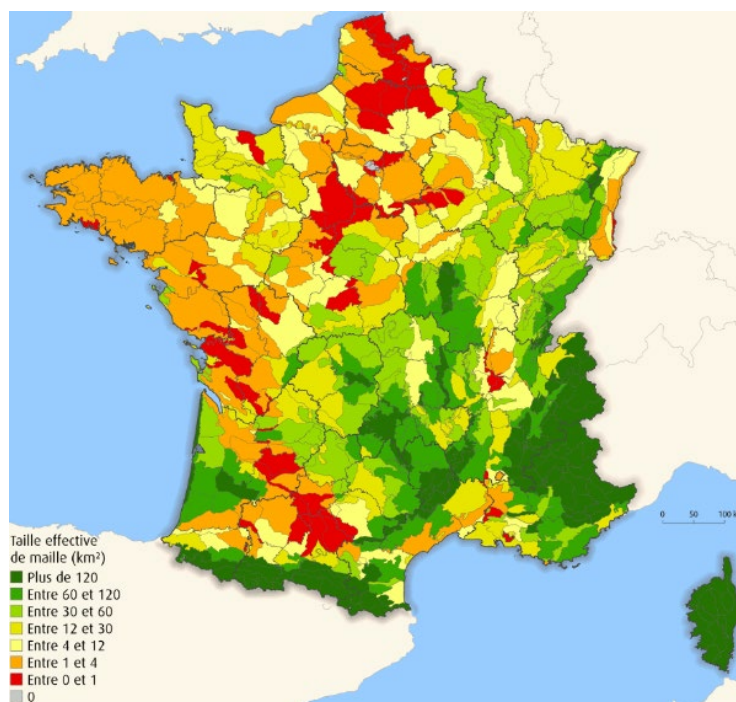 0 50 100 k
Taille effective
de maille (km²)
Plus de 120
Entre 60 et 120
Entre 30 et 60
Entre 12 et 30
Entre 4 et 12
Entre 1 et 4
Entre 0 et 1
0